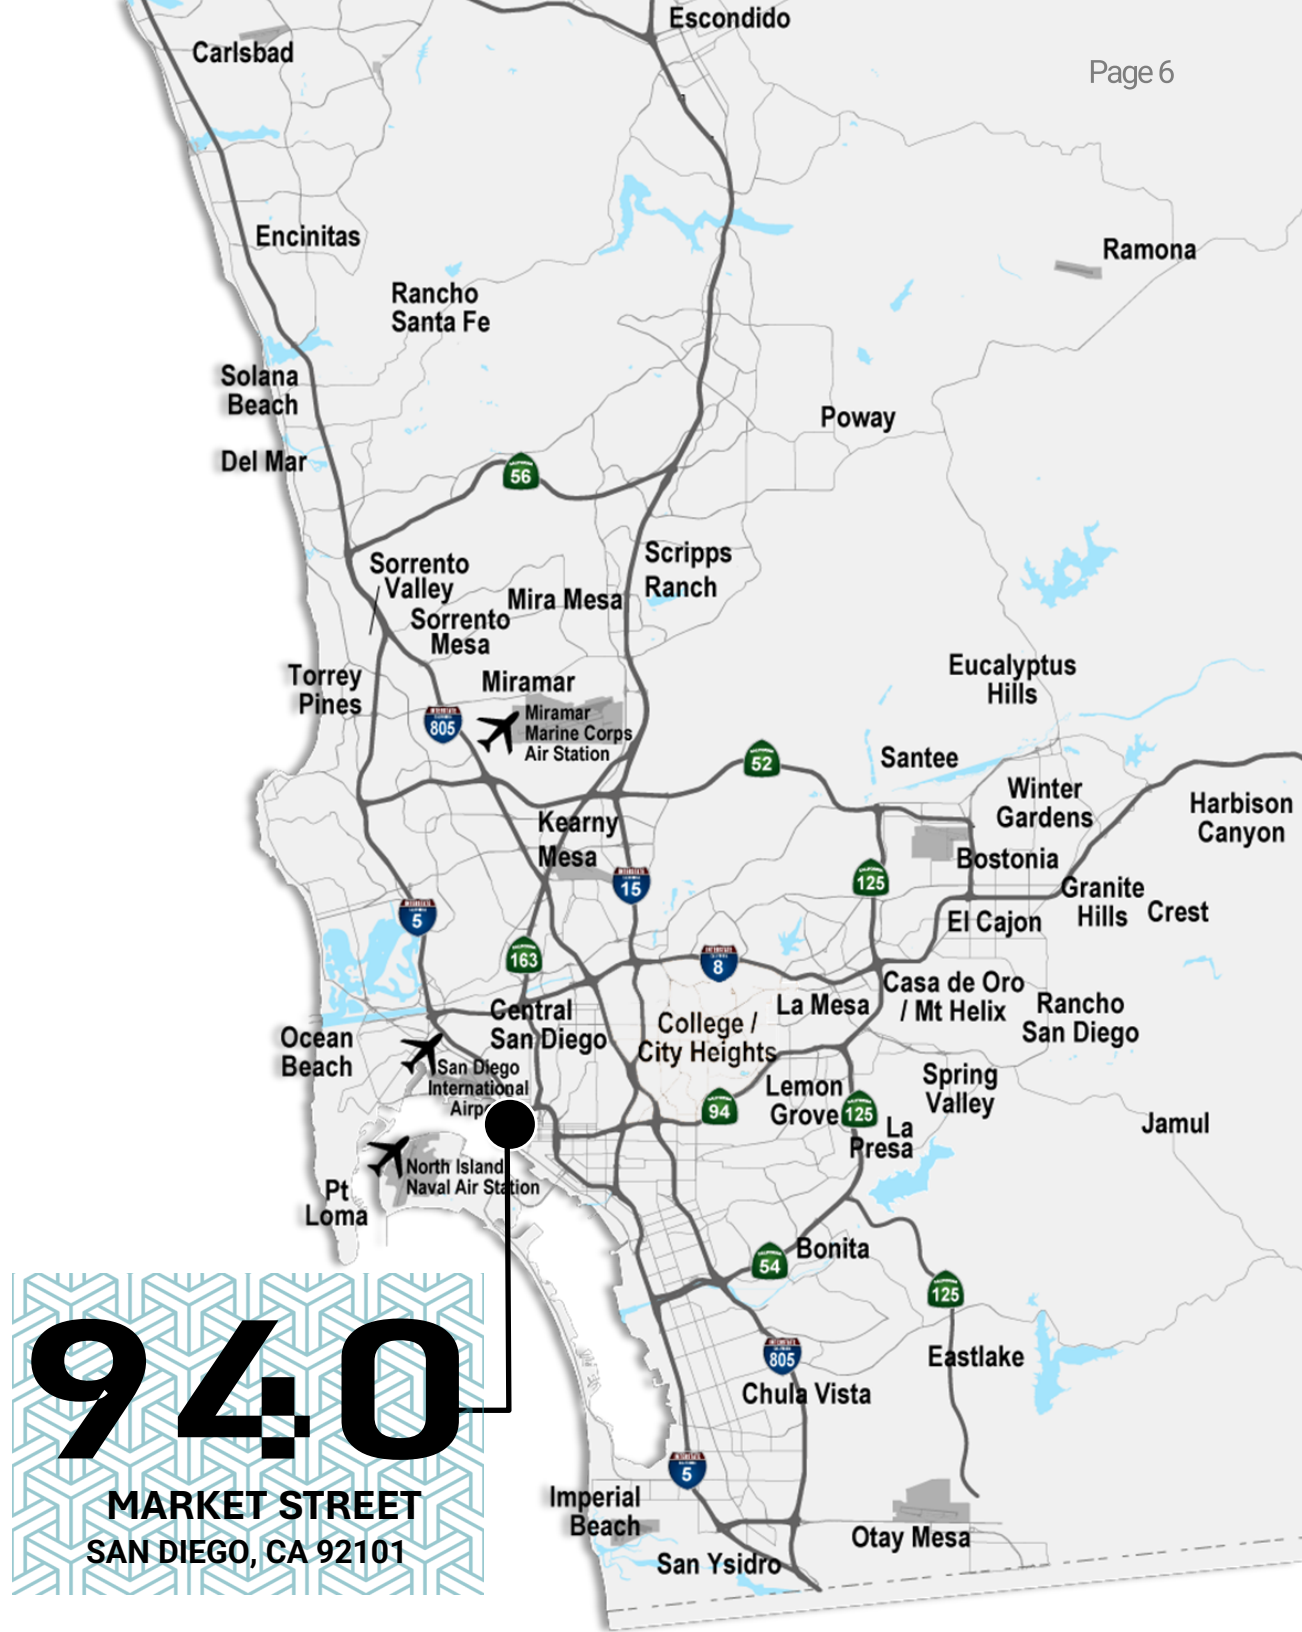 Escondido
Carlsbad
Page 6
Encinitas
Ramona
Rancho
Santa Fe
Solana
Beach
Poway
Del Mar
56
Scripps
Ranch
Sorrento
Valley
Mira Mesa
Sorrento
Mesa
Eucalyptus
Hills
Torrey
Pines
Miramar
805
Miramar
Marine Corps
Air Station
52
Santee
Winter
Gardens
Harbison
Canyon
Kearny
Mesa
Bostonia
15
125
Granite
Hills
Crest
5
El Cajon
163
8
Casa de Oro
/ Mt Helix
La Mesa
Rancho
San Diego
Central
San Diego
College /
City Heights
Ocean
Beach
San Diego
International
Airpo
Lemon
Grove
Spring
Valley
94
125
La
Presa
Jamul
North Island
Naval Air Station
Pt
Loma
54
Bonita
125
940
MARKET STREET
SAN DIEGO, CA 92101
805
Eastlake
Chula Vista
5
Imperial
Beach
Otay Mesa
San Ysidro